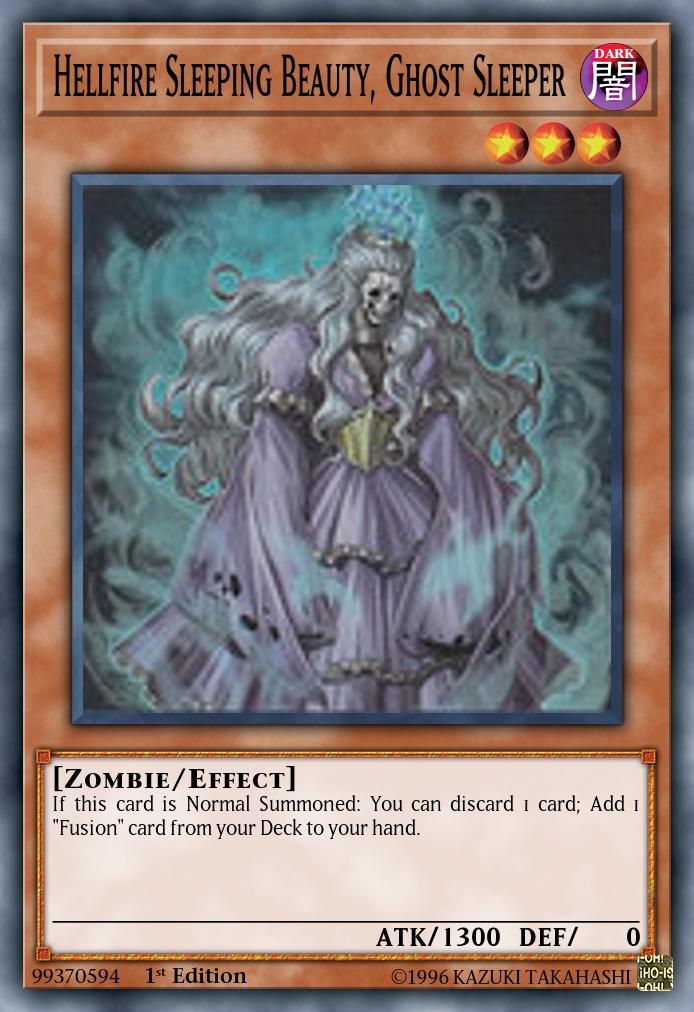 Hellfire Sleeping Beauty, Ghost Sleeper
DARK
闇
[Zombie/Effect]
If this card is Normal Summoned: You can discard 1 card; Add 1
"Fusion" card from your Deck to your hand.
ATK/1300 DEF/ 0
99370594 1st Edition ©1996 KAZUKI TAKAHASHI